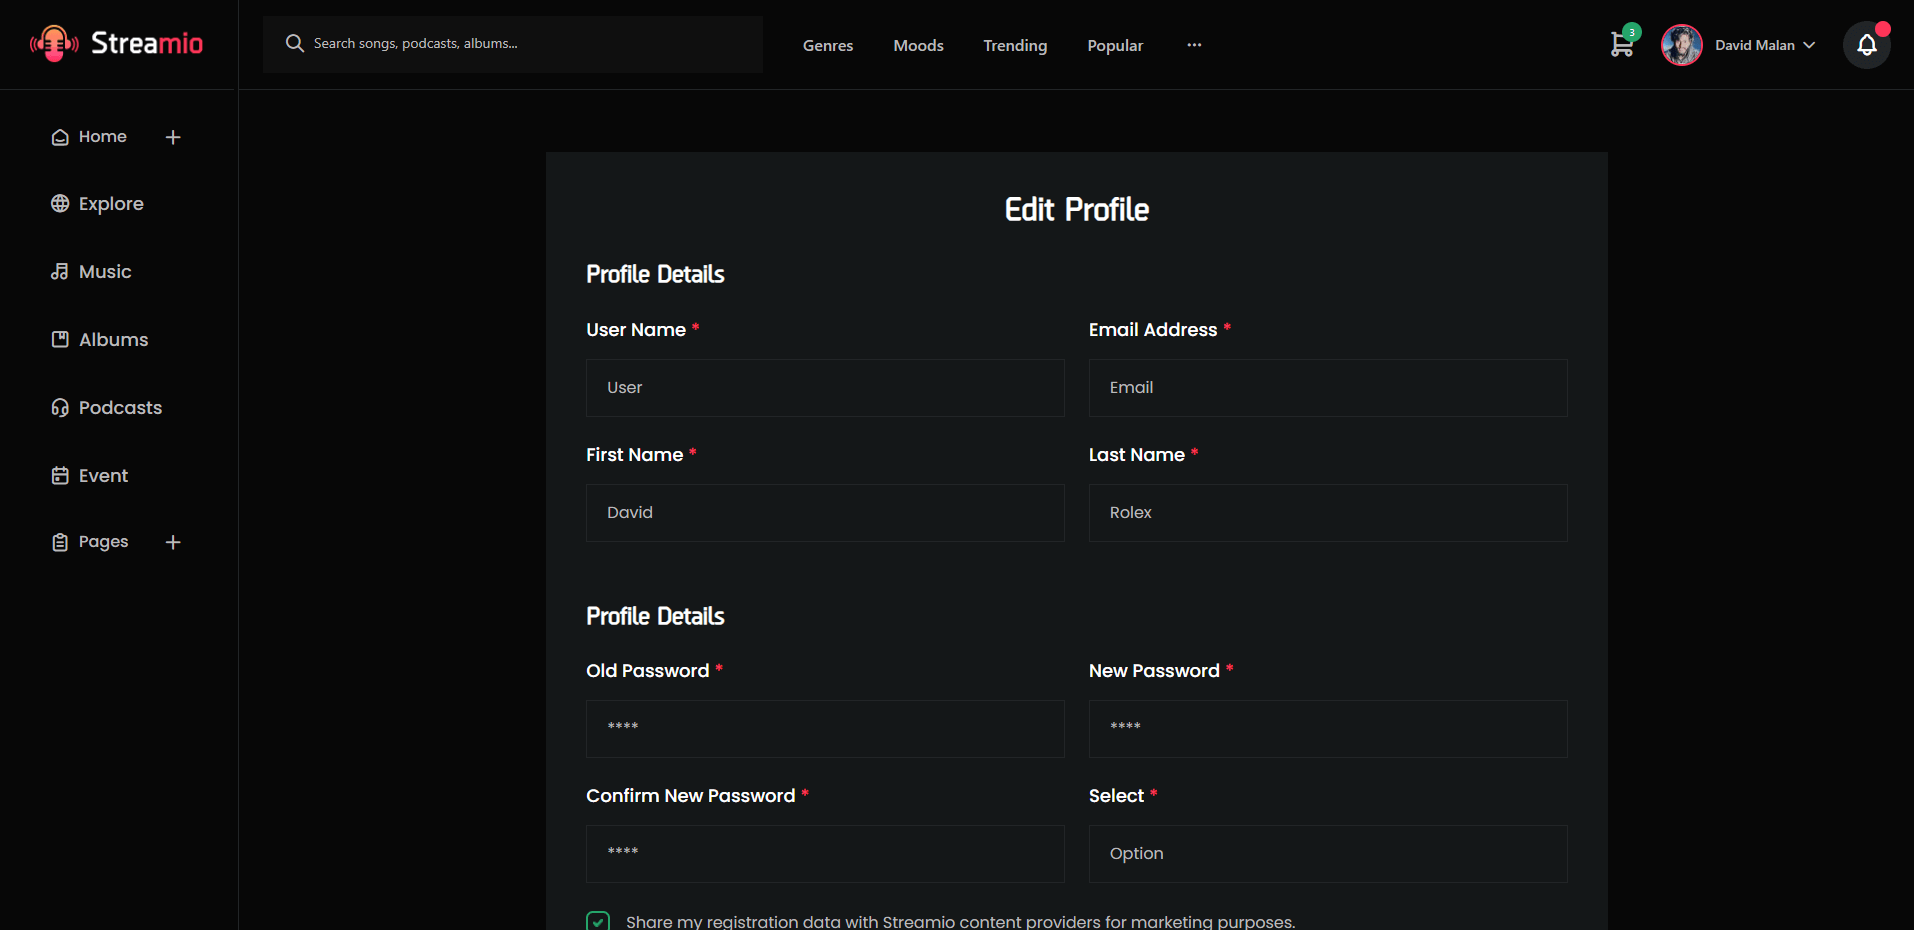 Streamio
Search songs, podcasts, albums...
Genres
Moods
Trending
Popular
3
David Malan
Home
Explore
Music
Albums
Podcasts
Event
Pages
Edit Profile
Profile Details
User Name *
Email Address *
User
Email
First Name *
Last Name *
David
Rolex
Profile Details
Old Password *
New Password *
****
****
Confirm New Password *
Select *
****
Option
Share my registration data with Streamio content providers for marketing purposes.